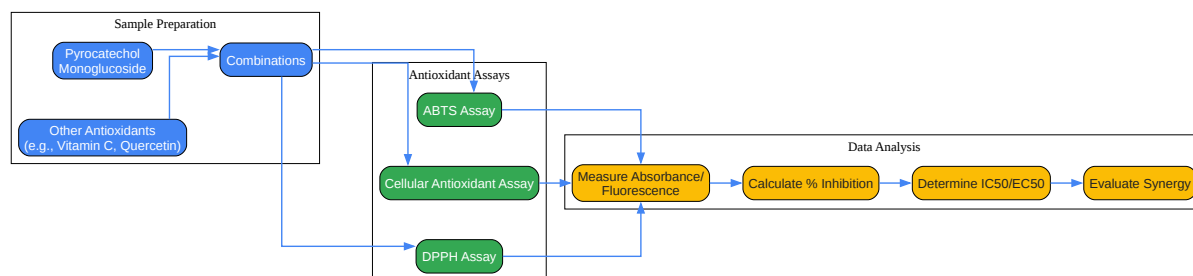 Sample Preparation
Pyrocatechol
Monoglucoside
Combinations
Other Antioxidants
(e.g., Vitamin C, Quercetin)
Antioxidant Assays
ABTS Assay
Cellular Antioxidant Assay
DPPH Assay
Data Analysis
Measure Absorbance/
Fluorescence
Calculate % Inhibition
Determine IC50/EC50
Evaluate Synergy